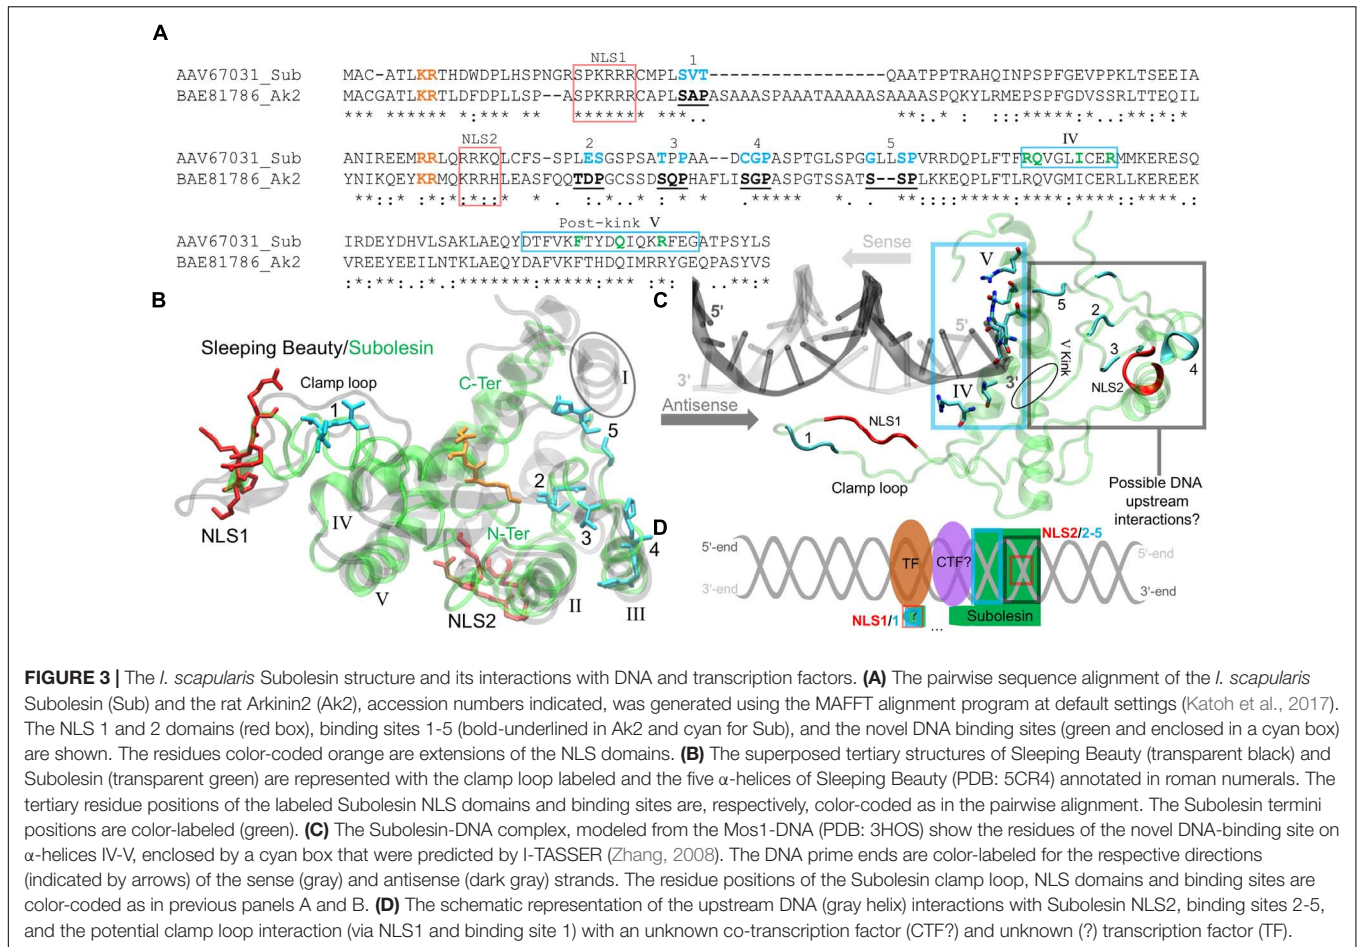 A
NLS1 1
AAV67031_Sub MAC-ATLKRTHDWDPLHSPNGRSPKRRRCMPLSVT-----------------QAATPPTRAHQINPSPFGEVPPKLTSEEIA
BAE81786_Ak2 MACGATLKRTLDFDPLLSP--ASPKRRRCAPLSAPASAAASPAAATAAAAASAAAASPQKYLRMEPSPFGDVSSRLTTEQIL
NLS2 2 3 4 5 IV
AAV67031_Sub ANIREEMRRLQRRKQLCFS-SPLESGSPSATPPAA--DCGPASPTGLSPGGLLSPVRRDQPLFTFRQVGLICERMMKERESQ
BAE81786_Ak2 YNIKQEYKRMQKRRHLEASFQQTDPGCSSDSQPHAFLISGPASPGTSSATS--SPLKKEQPLFTLRQVGMICERLLKEREEK
Post-kink V
AAV67031_Sub IRDEYDHVLSAKLAEQYDTFVKFTYDQIQKRFEGATPSYLS
BAE81786_Ak2 VREEYEEILNTKLAEQYDAFVKFTHDQIMRRYGEQPASYVS
B
Sleeping Beauty/Subolesin
Clamp loop
C-Ter
I
1
5
2
NLS1
IV
N-Ter
3
4
V
NLS2
II
III
C
Sense
V
5'
5'
5
2
3
4
NLS2
V Kink
3'
3'
IV
Antisense
NLS1
1
Clamp loop
Possible DNA
upstream
interactions?
D
NLS2/2-5
5'-end
5'-end
TF
CTF?
3'-end
3'-end
NLS1/1
?
...
Subolesin
FIGURE 3 | The I. scapularis Subolesin structure and its interactions with DNA and transcription factors. (A) The pairwise sequence alignment of the I. scapularis
Subolesin (Sub) and the rat Arkinin2 (Ak2), accession numbers indicated, was generated using the MAFFT alignment program at default settings (Katoh et al., 2017).
The NLS 1 and 2 domains (red box), binding sites 1-5 (bold-underlined in Ak2 and cyan for Sub), and the novel DNA binding sites (green and enclosed in a cyan box)
are shown. The residues color-coded orange are extensions of the NLS domains. (B) The superposed tertiary structures of Sleeping Beauty (transparent black) and
Subolesin (transparent green) are represented with the clamp loop labeled and the five α-helices of Sleeping Beauty (PDB: 5CR4) annotated in roman numerals. The
tertiary residue positions of the labeled Subolesin NLS domains and binding sites are, respectively, color-coded as in the pairwise alignment. The Subolesin termini
positions are color-labeled (green). (C) The Subolesin-DNA complex, modeled from the Mos1-DNA (PDB: 3HOS) show the residues of the novel DNA-binding site on
α-helices IV-V, enclosed by a cyan box that were predicted by I-TASSER (Zhang, 2008). The DNA prime ends are color-labeled for the respective directions
(indicated by arrows) of the sense (gray) and antisense (dark gray) strands. The residue positions of the Subolesin clamp loop, NLS domains and binding sites are
color-coded as in previous panels A and B. (D) The schematic representation of the upstream DNA (gray helix) interactions with Subolesin NLS2, binding sites 2-5,
and the potential clamp loop interaction (via NLS1 and binding site 1) with an unknown co-transcription factor (CTF?) and unknown (?) transcription factor (TF).